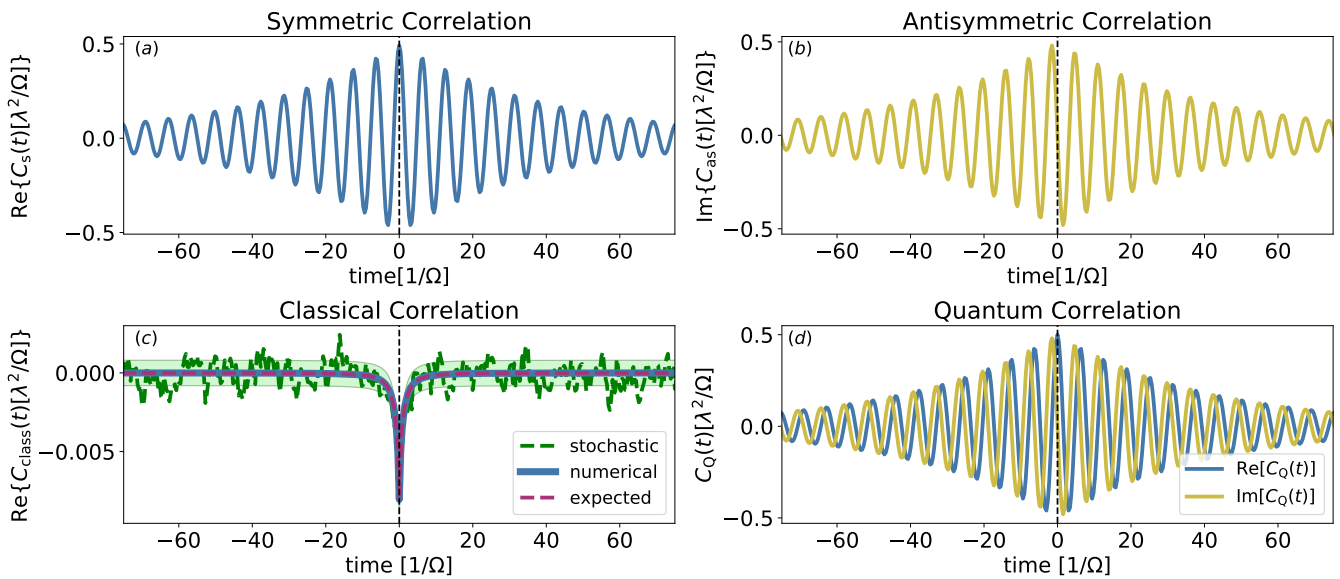 Symmetric Correlation
(a)
Re{C_s(t)[λ²/Ω]}
0.5
0.0
−0.5
−60 −40 −20 0 20 40 60
time[1/Ω]
Antisymmetric Correlation
(b)
Im{C_as(t)[λ²/Ω]}
0.5
0.0
−0.5
−60 −40 −20 0 20 40 60
time[1/Ω]
Classical Correlation
(c)
Re{C_class(t)[λ²/Ω]}
0.000
−0.005
stochastic
numerical
expected
−60 −40 −20 0 20 40 60
time [1/Ω]
Quantum Correlation
(d)
C_Q(t)[λ²/Ω]
0.5
0.0
−0.5
Re[C_Q(t)]
Im[C_Q(t)]
−60 −40 −20 0 20 40 60
time [1/Ω]